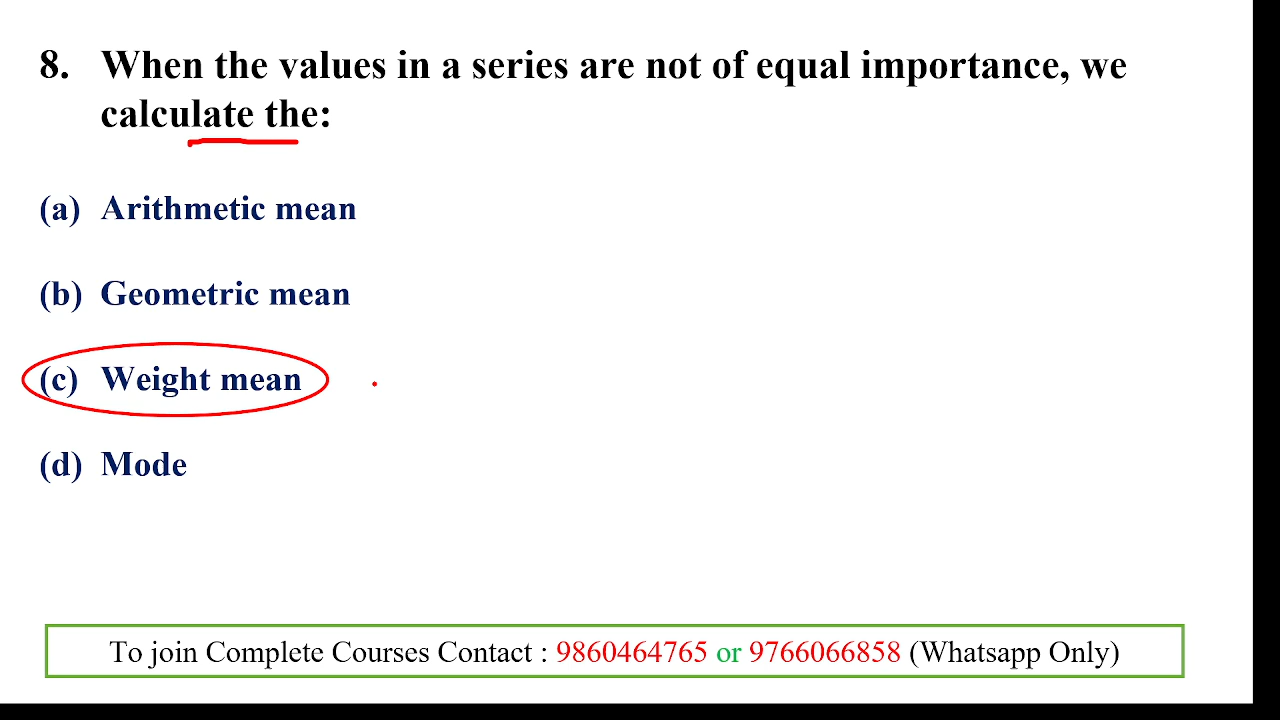 8. When the values in a series are not of equal importance, we
calculate the:
(a) Arithmetic mean
(b) Geometric mean
(c) Weight mean
(d) Mode
To join Complete Courses Contact : 9860464765 or 9766066858 (Whatsapp Only)